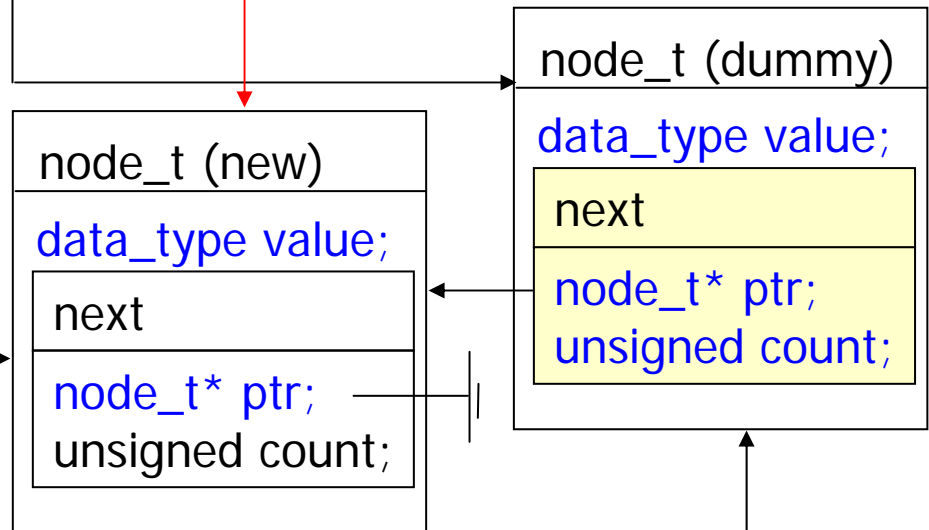 node_t (dummy)
data_type value;
next
node_t* ptr;
unsigned count;
node_t (new)
data_type value;
next
node_t* ptr;
unsigned count;